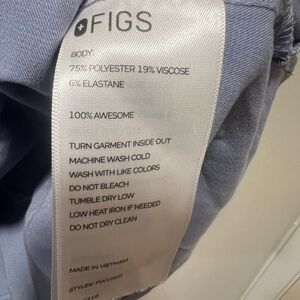 FIGS
BODY:
75% POLYESTER 19% VISCOSE
6% ELASTANE
100% AWESOME
TURN GARMENT INSIDE OUT
MACHINE WASH COLD
WASH WITH LIKE COLORS
DO NOT BLEACH
TUMBLE DRY LOW
LOW HEAT IRON IF NEEDED
DO NOT DRY CLEAN
MADE IN VIETNAM